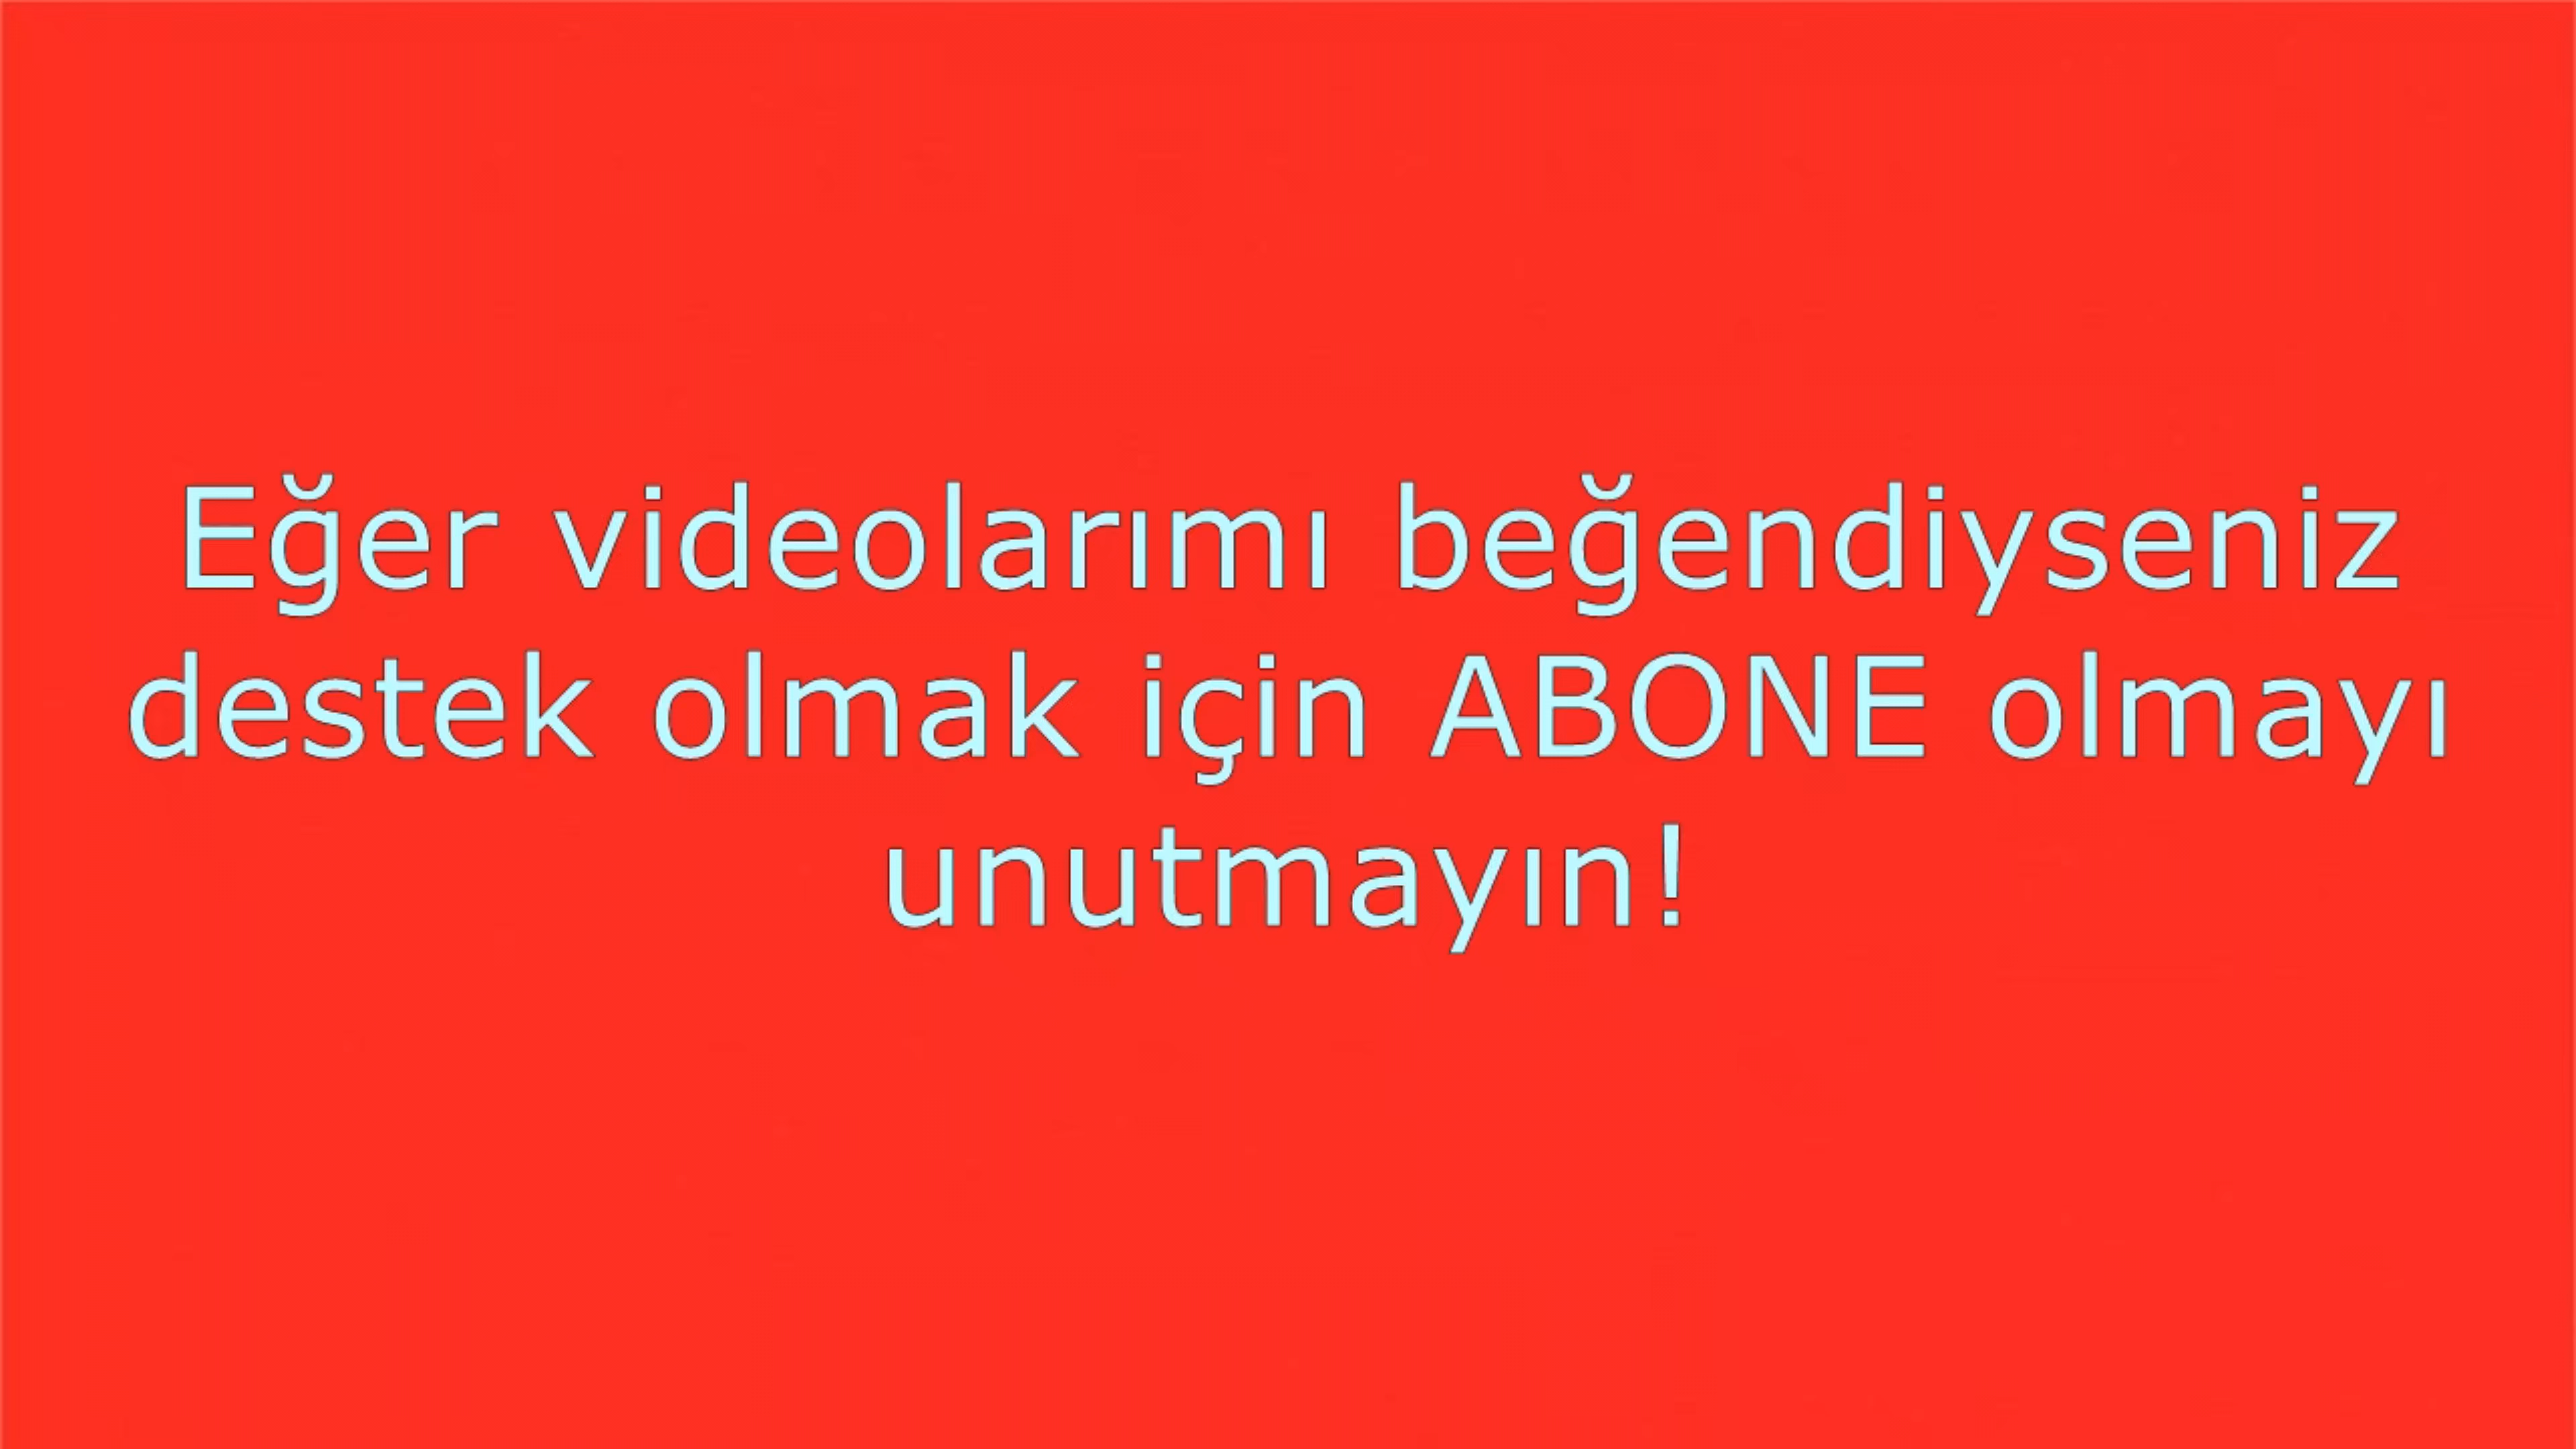 Eğer videolarımı beğendiyseniz
destek olmak için ABONE olmayı
unutmayın!